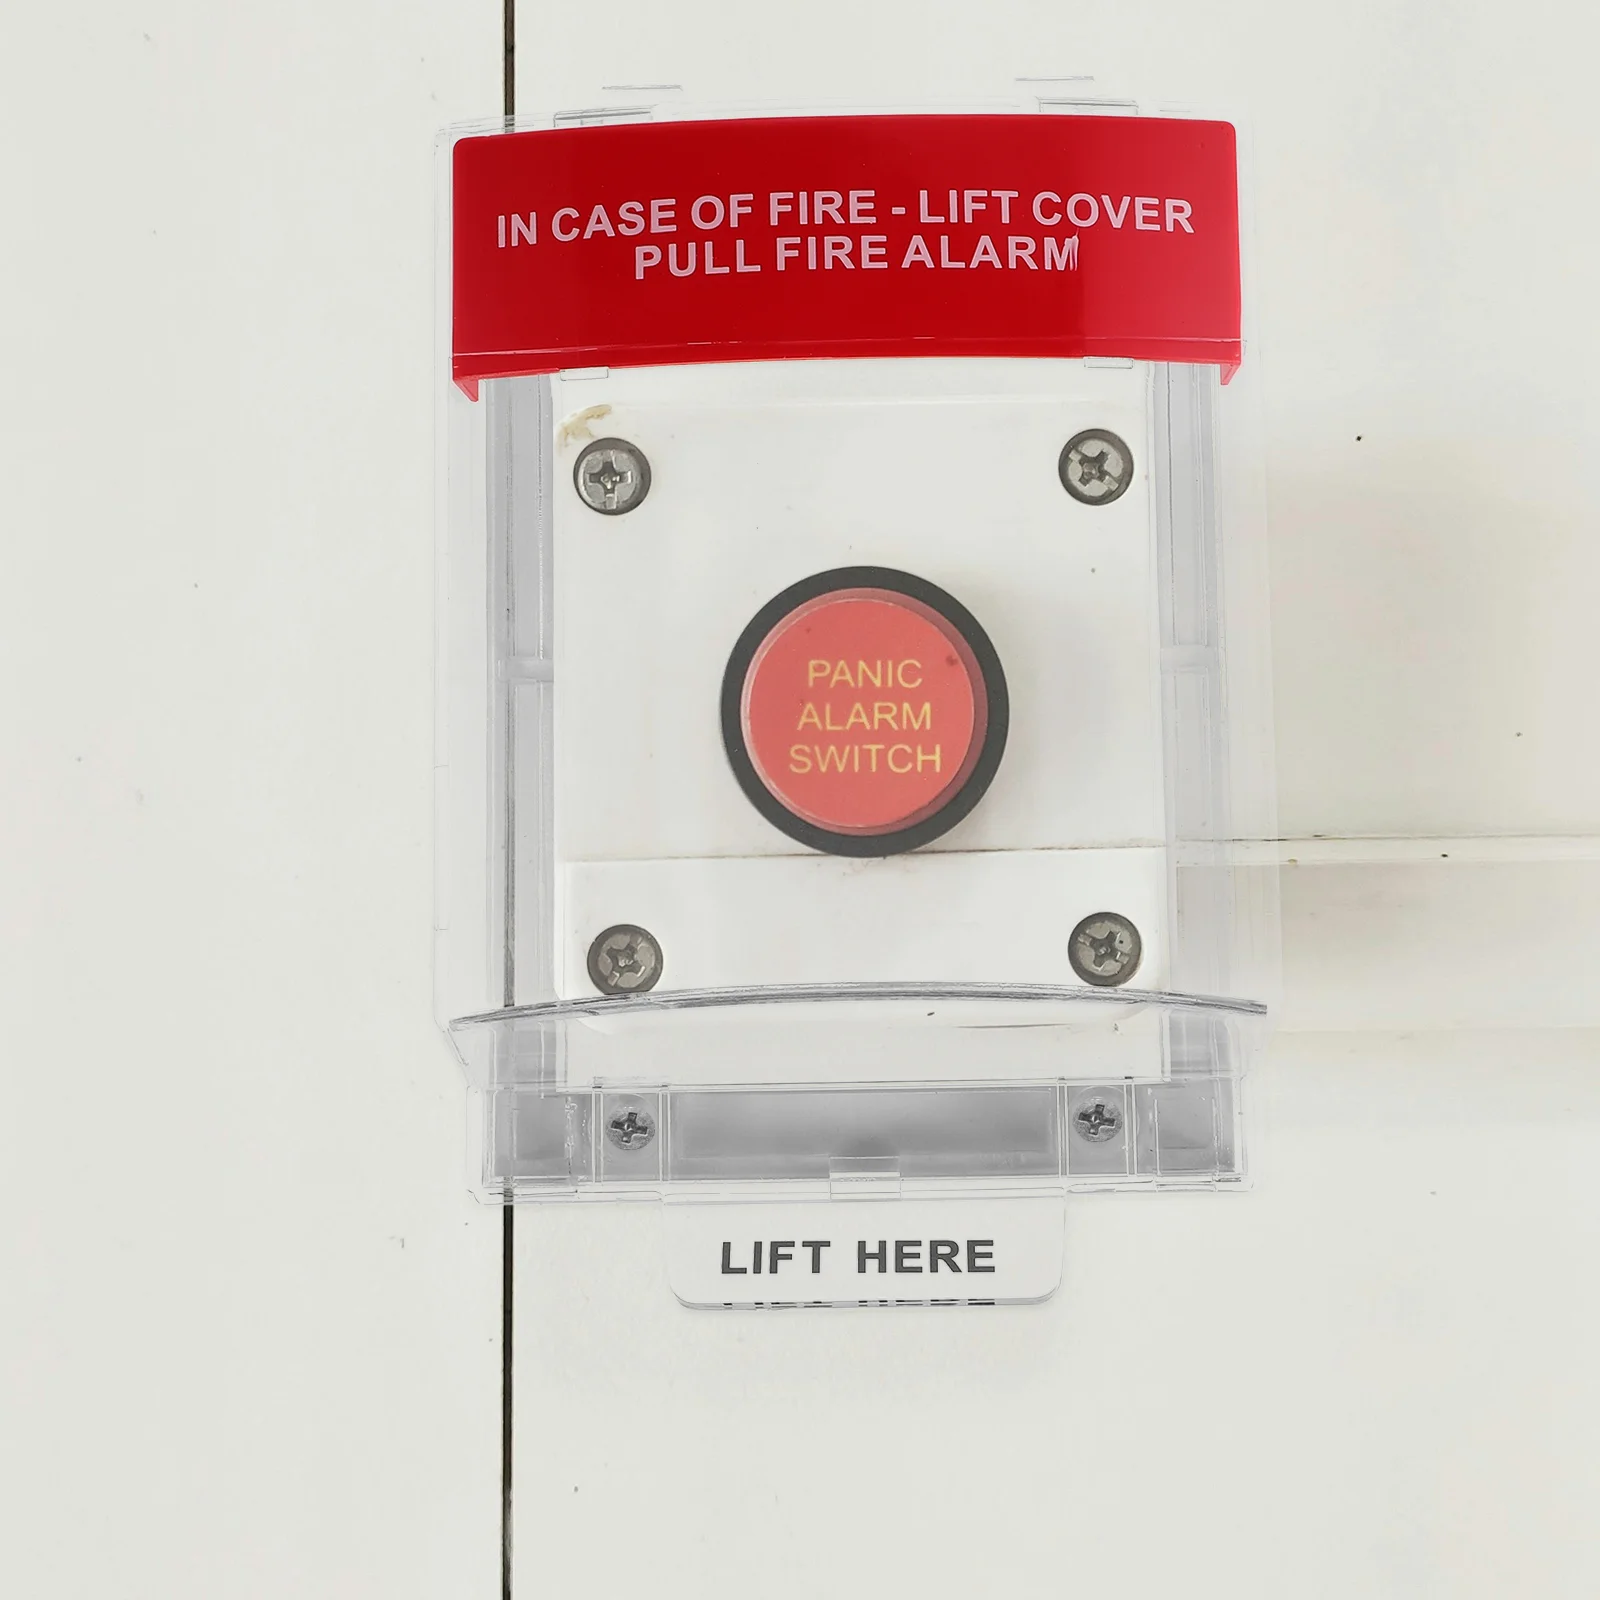 IN CASE OF FIRE - LIFT COVER
PULL FIRE ALARM
PANIC
ALARM
SWITCH
LIFT HERE